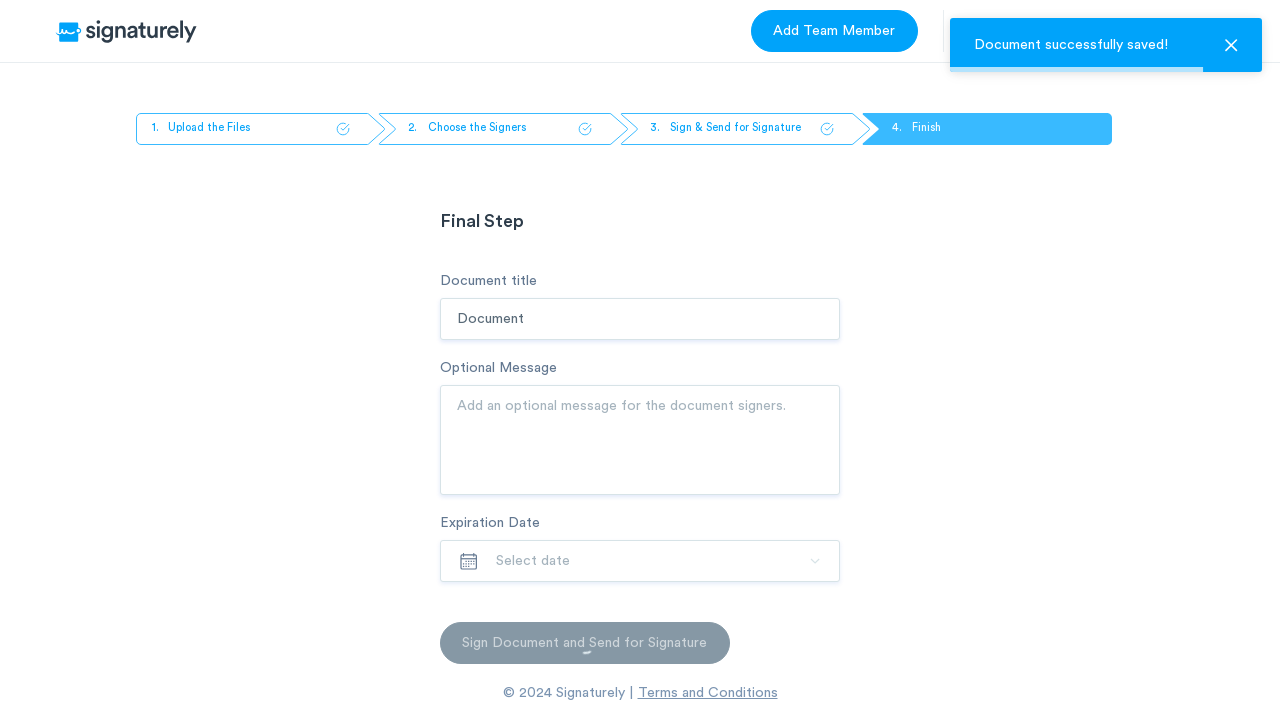 signaturely
Add Team Member
Document successfully saved!
1. Upload the Files
2. Choose the Signers
3. Sign & Send for Signature
4. Finish
Final Step
Document title
Document
Optional Message
Add an optional message for the document signers.
Expiration Date
Select date
Sign Document and Send for Signature
© 2024 Signaturely | Terms and Conditions